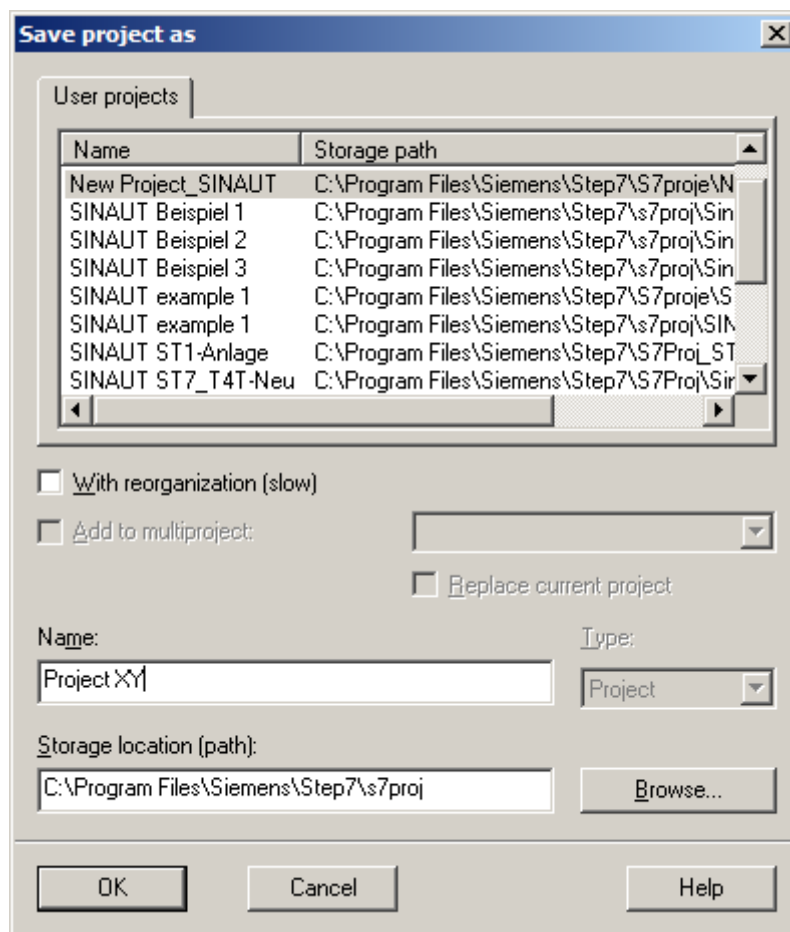 Save project as
User projects
Name Storage path
New Project_SINAUT C:\Program Files\Siemens\Step7\S7proje\N
SINAUT Beispiel 1 C:\Program Files\Siemens\Step7\s7proj\Sin
SINAUT Beispiel 2 C:\Program Files\Siemens\Step7\s7proj\Sin
SINAUT Beispiel 3 C:\Program Files\Siemens\Step7\s7proj\Sin
SINAUT example 1 C:\Program Files\Siemens\Step7\S7proje\S
SINAUT example 1 C:\Program Files\Siemens\Step7\s7proj\SIN
SINAUT ST1-Anlage C:\Program Files\Siemens\Step7\S7Proj_ST
SINAUT ST7_T4T-Neu C:\Program Files\Siemens\Step7\S7Proj\Sin
With reorganization (slow)
Add to multiproject:
Replace current project
Name: Type:
Project XY Project
Storage location (path):
C:\Program Files\Siemens\Step7\s7proj Browse...
OK Cancel Help